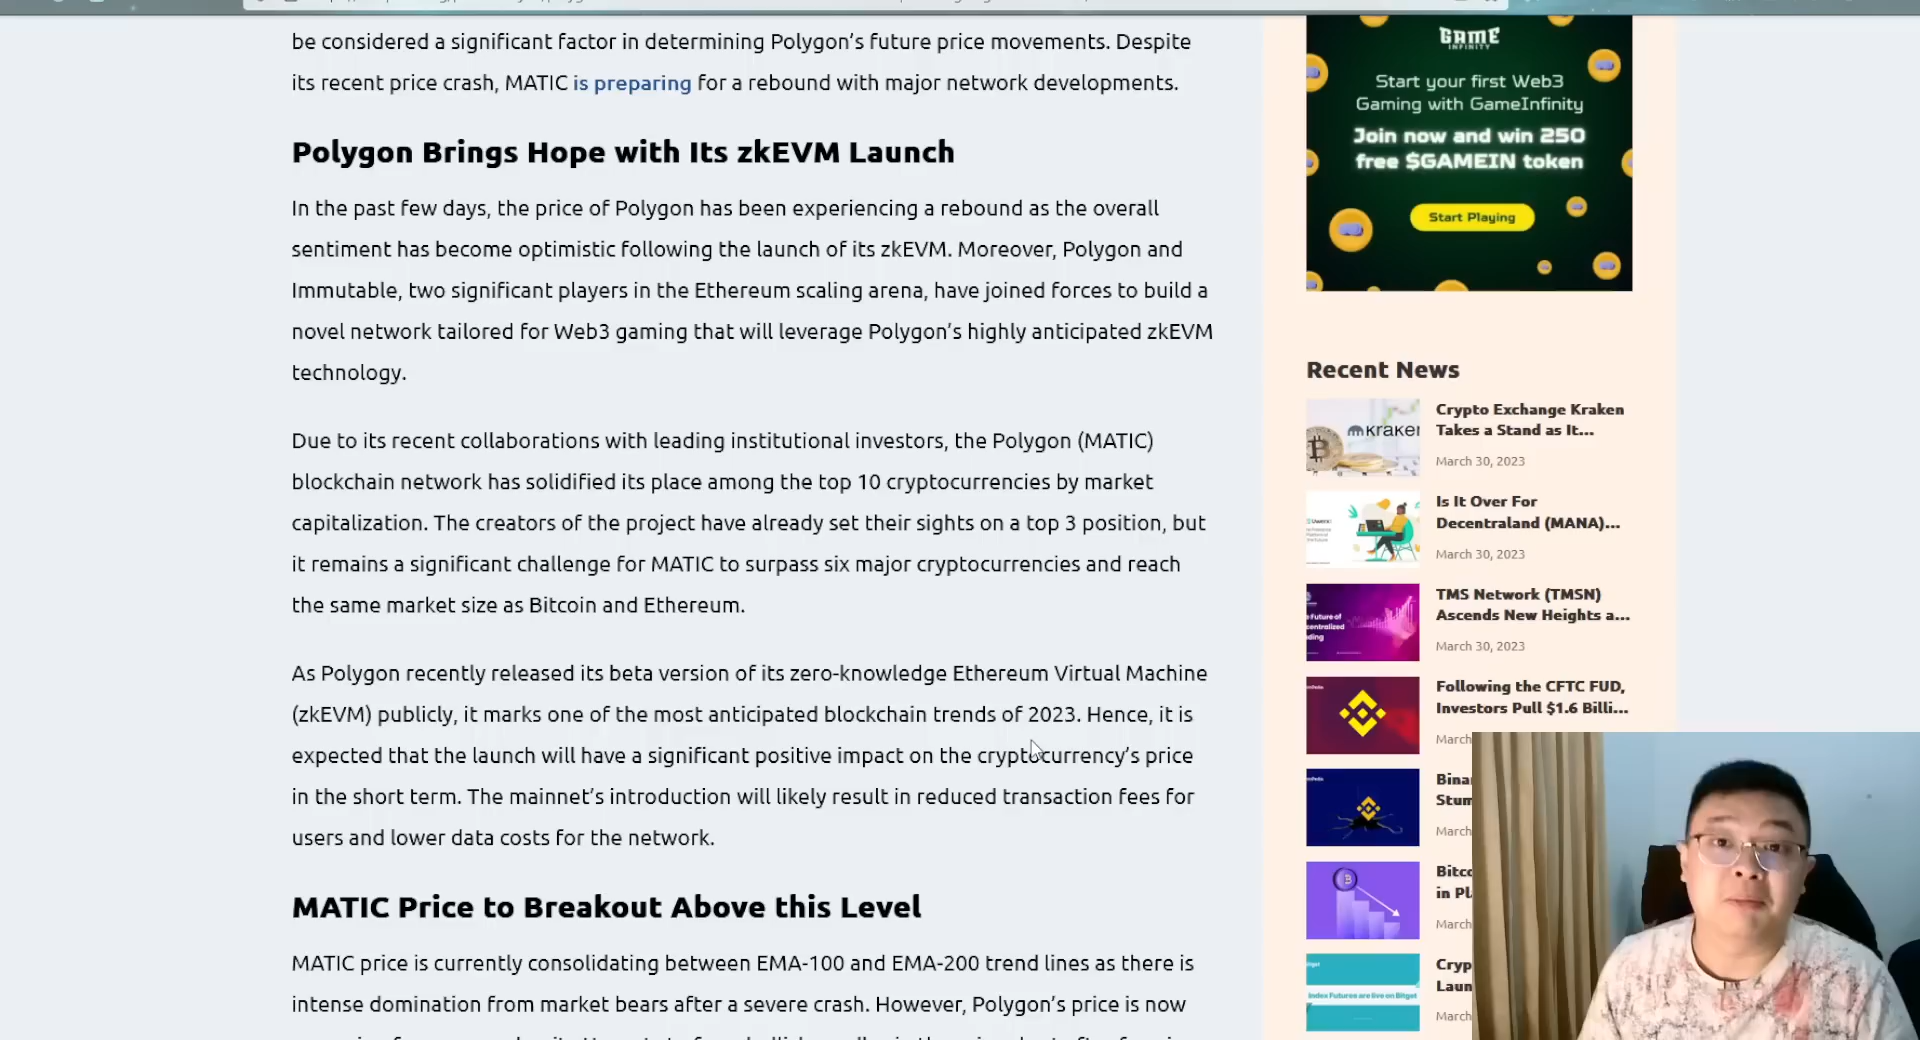 be considered a significant factor in determining Polygon's future price movements. Despite
its recent price crash, MATIC is preparing for a rebound with major network developments.
Polygon Brings Hope with Its zkEVM Launch
In the past few days, the price of Polygon has been experiencing a rebound as the overall
sentiment has become optimistic following the launch of its zkEVM. Moreover, Polygon and
Immutable, two significant players in the Ethereum scaling arena, have joined forces to build a
novel network tailored for Web3 gaming that will leverage Polygon's highly anticipated zkEVM
technology.
Due to its recent collaborations with leading institutional investors, the Polygon (MATIC)
blockchain network has solidified its place among the top 10 cryptocurrencies by market
capitalization. The creators of the project have already set their sights on a top 3 position, but
it remains a significant challenge for MATIC to surpass six major cryptocurrencies and reach
the same market size as Bitcoin and Ethereum.
As Polygon recently released its beta version of its zero-knowledge Ethereum Virtual Machine
(zkEVM) publicly, it marks one of the most anticipated blockchain trends of 2023. Hence, it is
expected that the launch will have a significant positive impact on the cryptocurrency's price
in the short term. The mainnet's introduction will likely result in reduced transaction fees for
users and lower data costs for the network.
MATIC Price to Breakout Above this Level
MATIC price is currently consolidating between EMA-100 and EMA-200 trend lines as there is
intense domination from market bears after a severe crash. However, Polygon's price is now
GAME
INFINITY
Start your first Web3
Gaming with GameInfinity
Join now and win 250
free $GAMEIN token
Start Playing
Recent News
Kraken
Crypto Exchange Kraken
Takes a Stand as It...
March 30, 2023
Is It Over For
Decentraland (MANA)...
March 30, 2023
TMS Network (TMSN)
Ascends New Heights a...
March 30, 2023
Following the CFTC FUD,
Investors Pull $1.6 Billi...
March
Bina
Stum
March
Bitco
in Pl
March
Index Futures are live on Bitget
Cryp
Laun
March